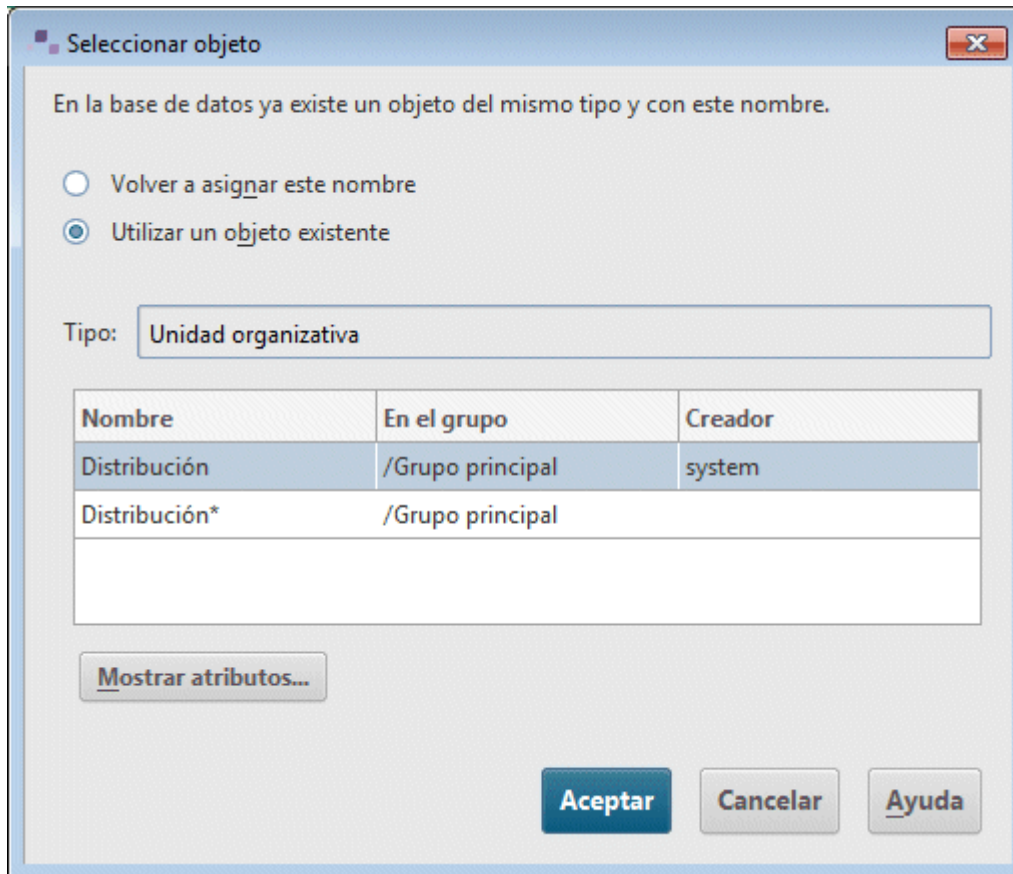 Seleccionar objeto
En la base de datos ya existe un objeto del mismo tipo y con este nombre.
Volver a asignar este nombre
Utilizar un objeto existente
Tipo: Unidad organizativa
Nombre En el grupo Creador
Distribución /Grupo principal system
Distribución* /Grupo principal
Mostrar atributos...
Aceptar Cancelar Ayuda